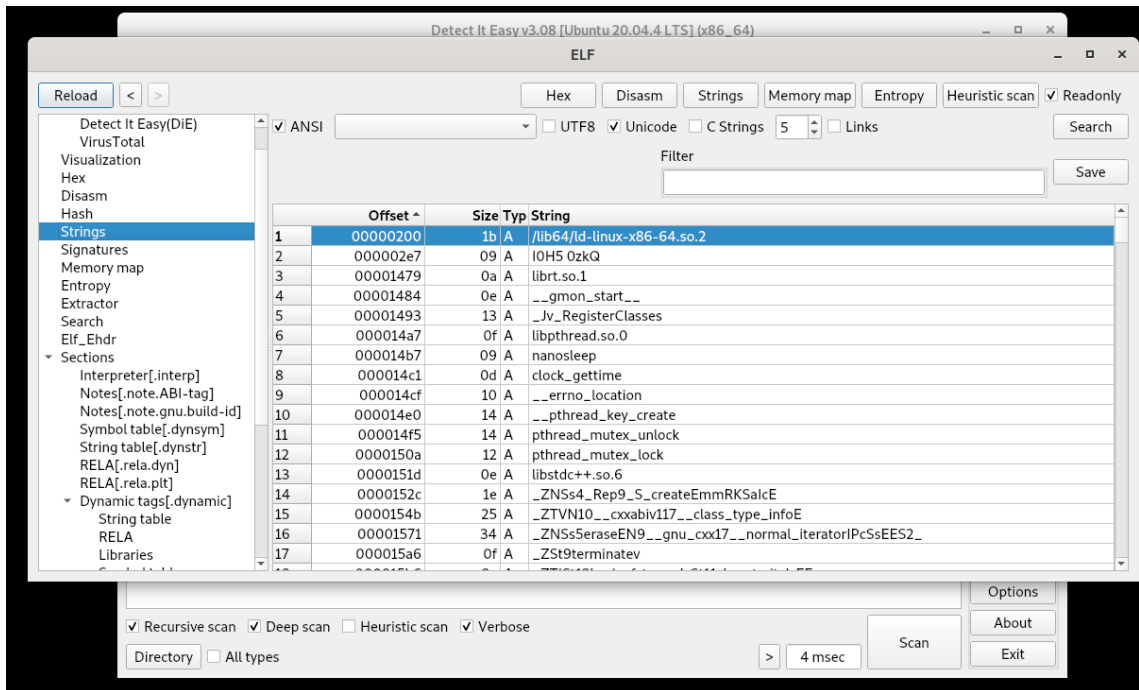 Detect It Easy v3.08 [Ubuntu 20.04.4 LTS] (x86_64)
ELF
Reload < > Hex Disasm Strings Memory map Entropy Heuristic scan Readonly
Detect It Easy(DiE)
VirusTotal
Visualization
Hex
Disasm
Hash
Strings
Signatures
Memory map
Entropy
Extractor
Search
Elf_Ehdr
Sections
Interpreter[.interp]
Notes[.note.ABI-tag]
Notes[.note.gnu.build-id]
Symbol table[.dynsym]
String table[.dynstr]
RELA[.rela.dyn]
RELA[.rela.plt]
Dynamic tags[.dynamic]
String table
RELA
Libraries
ANSI UTF8 Unicode C Strings 5 Links Search
Filter
Save
Offset Size Typ String
1 00000200 1b A /lib64/ld-linux-x86-64.so.2
2 000002e7 09 A I0H5 0zkQ
3 00001479 0a A librt.so.1
4 00001484 0e A __gmon_start__
5 00001493 13 A _Jv_RegisterClasses
6 000014a7 0f A libpthread.so.0
7 000014b7 09 A nanosleep
8 000014c1 0d A clock_gettime
9 000014cf 10 A __errno_location
10 000014e0 14 A __pthread_key_create
11 000014f5 14 A pthread_mutex_unlock
12 0000150a 12 A pthread_mutex_lock
13 0000151d 0e A libstdc++.so.6
14 0000152c 1e A _ZNSs4_Rep9_S_createEmmRKSaIcE
15 0000154b 25 A _ZTVN10__cxxabiv117__class_type_infoE
16 00001571 34 A _ZNSs5eraseEN9__gnu_cxx17__normal_iteratorIPcSsEES2_
17 000015a6 0f A _ZSt9terminatev
Options
Recursive scan Deep scan Heuristic scan Verbose
About
Scan
Directory All types > 4 msec
Exit